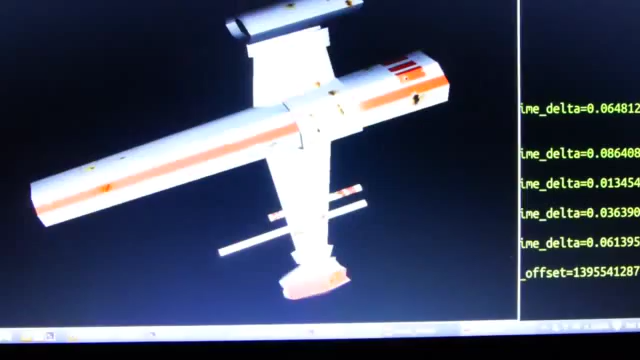 ime_delta=0.064812
ime_delta=0.086408
ime_delta=0.013454
ime_delta=0.036390
ime_delta=0.061395
_offset=1395541287